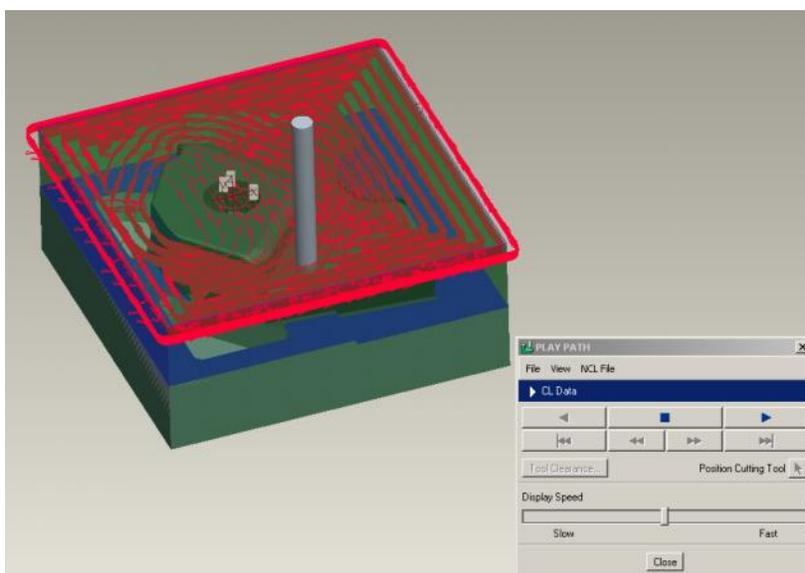 PLAY PATH
File View NCL File
CL Data
Tool Clearance...
Position Cutting Tool
Display Speed
Slow
Fast
Close